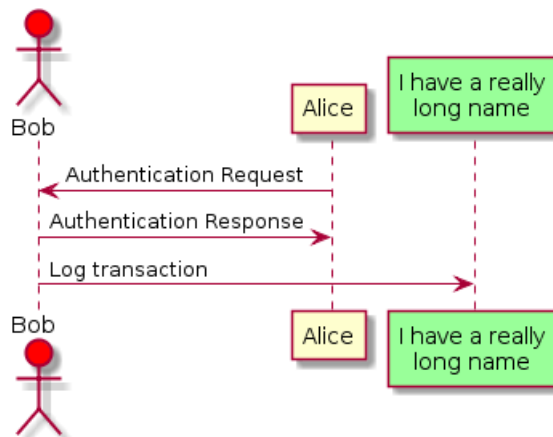 Bob
Alice
I have a really
long name
Authentication Request
Authentication Response
Log transaction
Bob
Alice
I have a really
long name